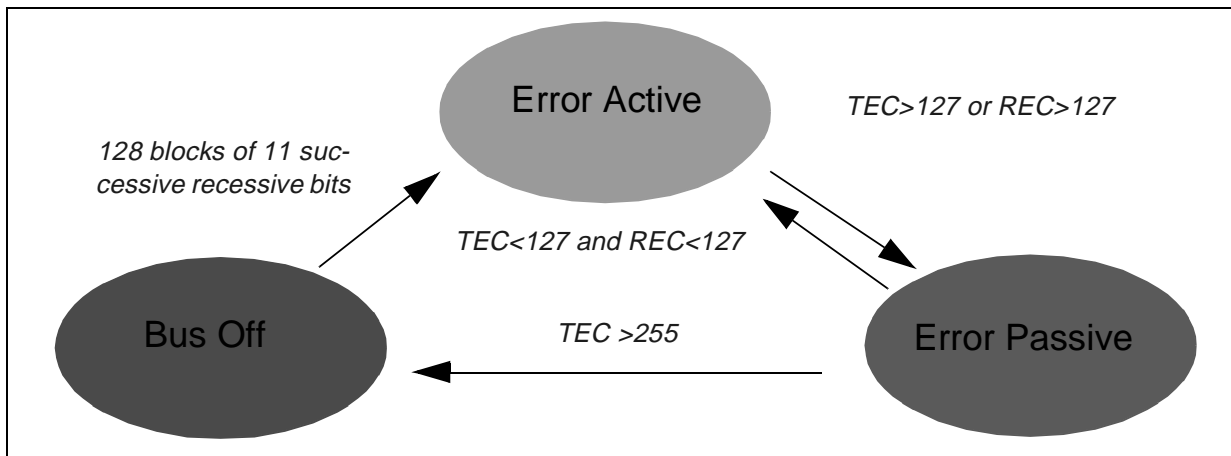 Error Active
TEC>127 or REC>127
128 blocks of 11 suc-
cessive recessive bits
TEC<127 and REC<127
Bus Off
TEC >255
Error Passive